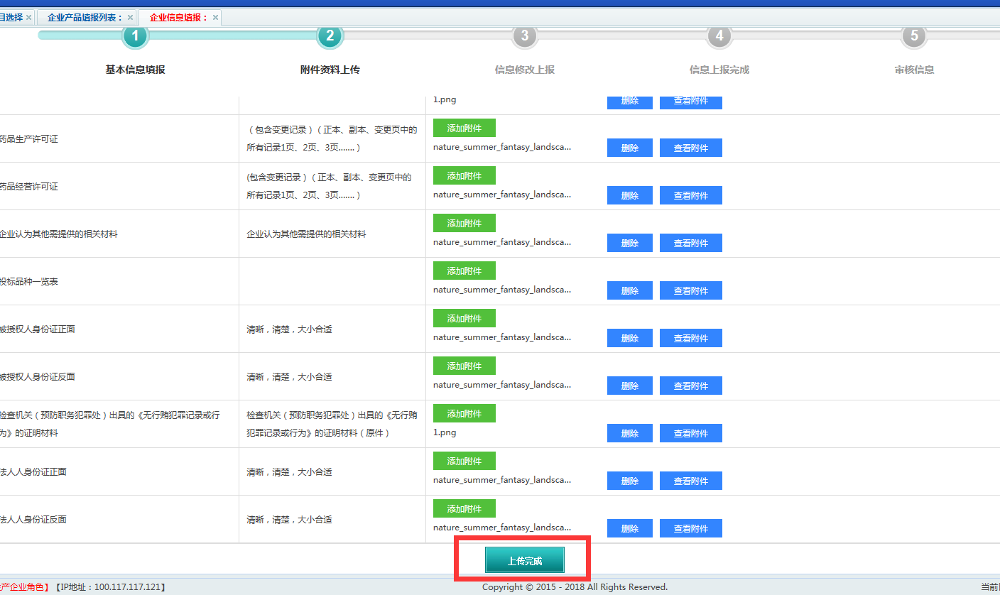 目选择 × 企业产品填报列表： × 企业信息填报： ×
1 2 3 4 5
基本信息填报 附件资料上传 信息修改上报 信息上报完成 审核信息
1.png 删除 查看附件
药品生产许可证
（包含变更记录）（正本、副本、变更页中的
所有记录1页、2页、3页.......）
添加附件
nature_summer_fantasy_landsca... 删除 查看附件
药品经营许可证
(包含变更记录）（正本、副本、变更页中的
所有记录1页、2页、3页.......）
添加附件
nature_summer_fantasy_landsca... 删除 查看附件
企业认为其他需提供的相关材料
企业认为其他需提供的相关材料
添加附件
nature_summer_fantasy_landsca... 删除 查看附件
投标品种一览表
添加附件
nature_summer_fantasy_landsca... 删除 查看附件
被授权人身份证正面
清晰，清楚，大小合适
添加附件
nature_summer_fantasy_landsca... 删除 查看附件
被授权人身份证反面
清晰，清楚，大小合适
添加附件
nature_summer_fantasy_landsca... 删除 查看附件
检查机关（预防职务犯罪处）出具的《无行贿犯罪记录或行
为》的证明材料
检查机关（预防职务犯罪处）出具的《无行贿
犯罪记录或行为》的证明材料（原件）
添加附件
1.png 删除 查看附件
法人人身份证正面
清晰，清楚，大小合适
添加附件
nature_summer_fantasy_landsca... 删除 查看附件
法人人身份证反面
清晰，清楚，大小合适
添加附件
nature_summer_fantasy_landsca... 删除 查看附件
上传完成
产企业角色】【IP地址：100.117.117.121】 Copyright © 2015 - 2018 All Rights Reserved. 当前